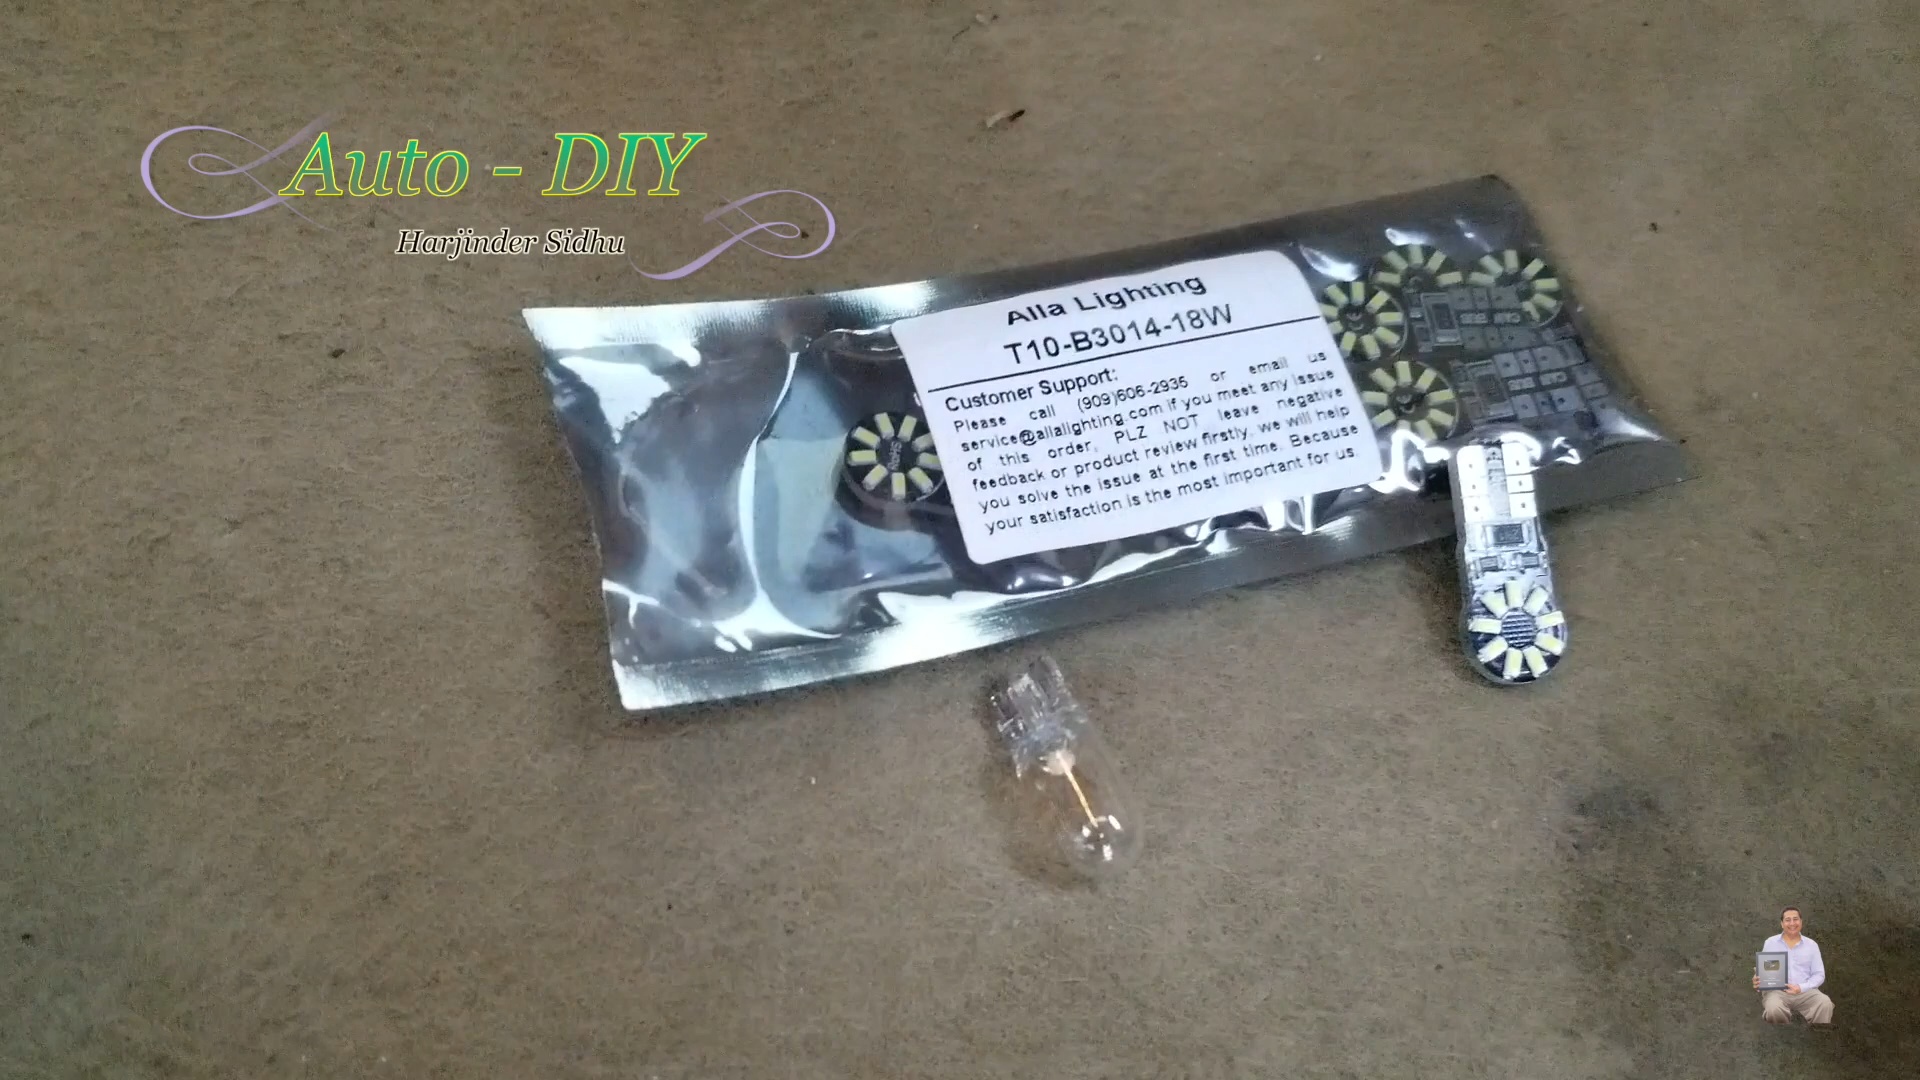 Auto - DIY
Harjinder Sidhu
Alla Lighting
T10-B3014-18W
Customer Support:
Please call (909)606-2936 or email us
service@allalighting.com if you meet any issue
of this order, PLZ NOT leave negative
feedback or product review firstly, we will help
you solve the issue at the first time. Because
your satisfaction is the most important for us.